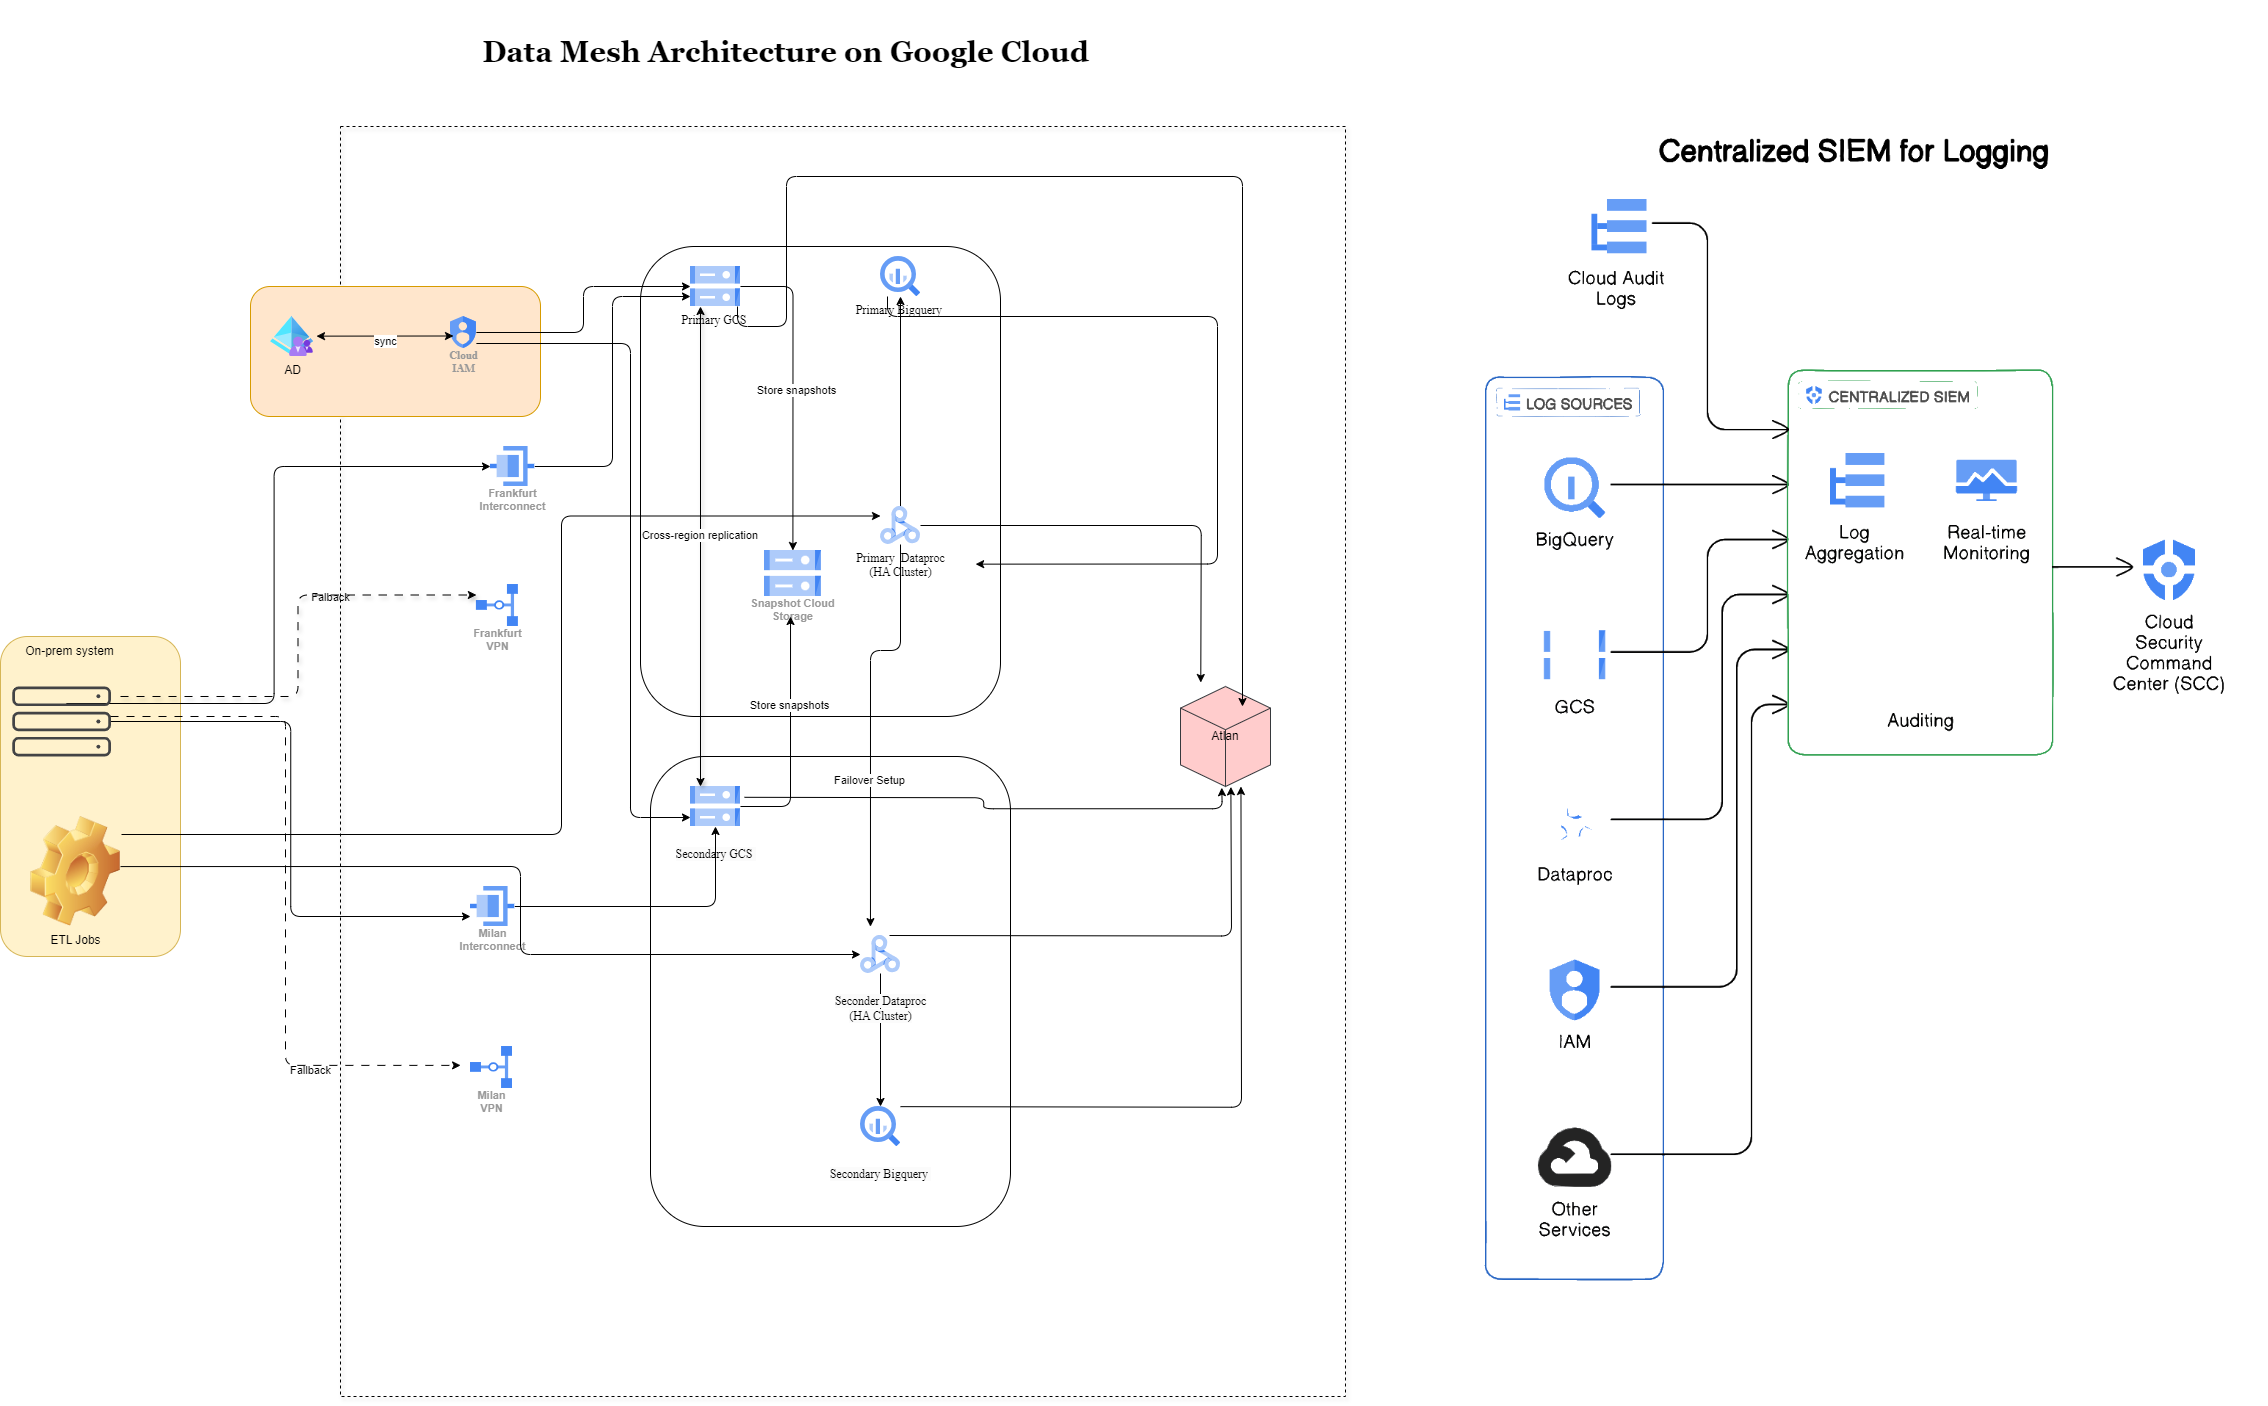 Data Mesh Architecture on Google Cloud
Primary GCS
Primary Bigquery
AD
sync
Cloud
IAM
Store snapshots
Frankfurt
Interconnect
Cross-region replication
Primary Dataproc
(HA Cluster)
Snapshot Cloud
Storage
Falback
Frankfurt
VPN
On-prem system
Store snapshots
Atlan
Failover Setup
Secondary GCS
ETL Jobs
Milan
Interconnect
Seconder Dataproc
(HA Cluster)
Fallback
Milan
VPN
Secondary Bigquery
Centralized SIEM for Logging
Cloud Audit
Logs
LOG SOURCES
BigQuery
GCS
Dataproc
IAM
Other
Services
CENTRALIZED SIEM
Log
Aggregation
Real-time
Monitoring
Auditing
Cloud
Security
Command
Center (SCC)